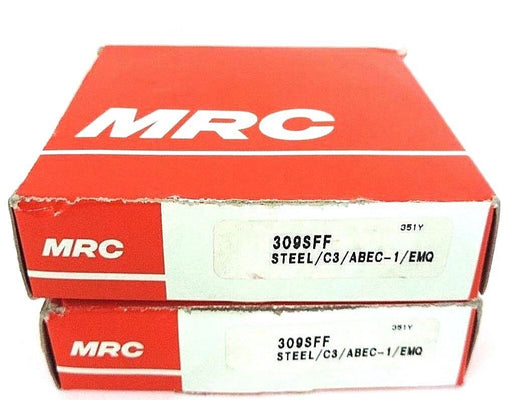 MRC
MRC
351Y
309SFF
STEEL/C3/ABEC-1/EMQ
MRC
351Y
309SFF
STEEL/C3/ABEC-1/EMQ